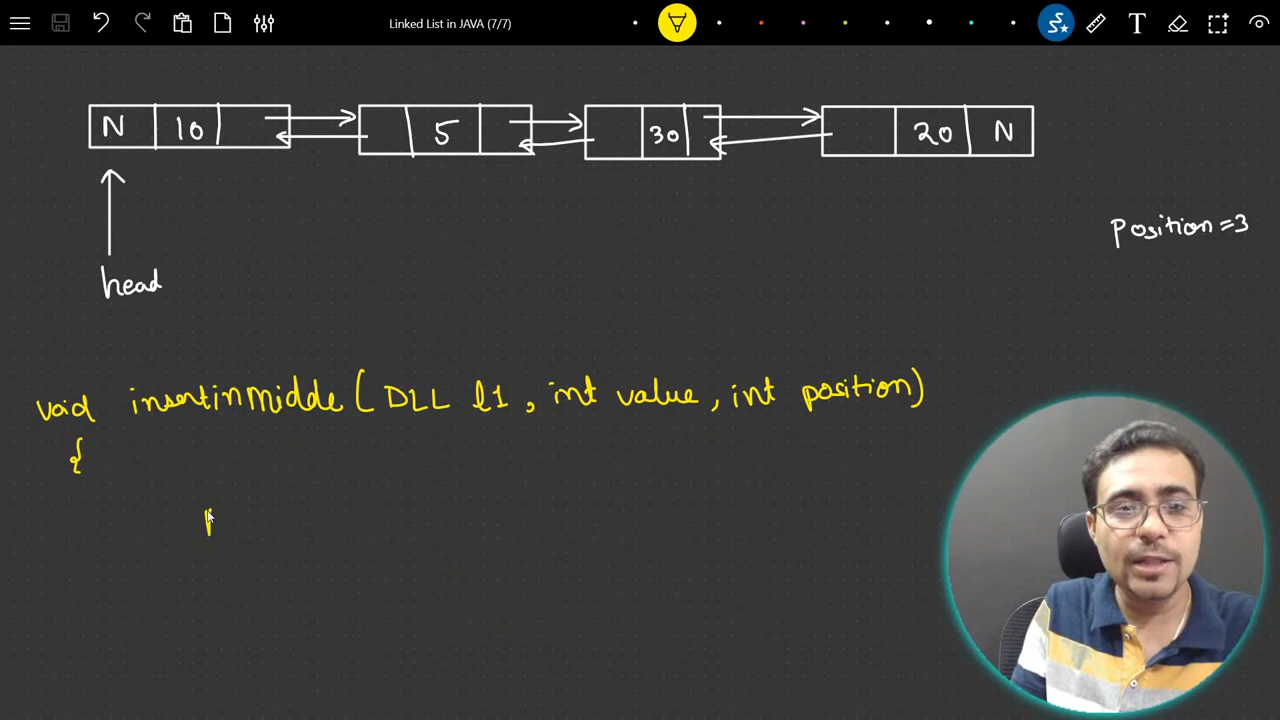 Linked List in JAVA (7/7)
T
N 10 5 30 20 N
position = 3
head
void insertinmidde ( DLL l1 , int value , int position)
{